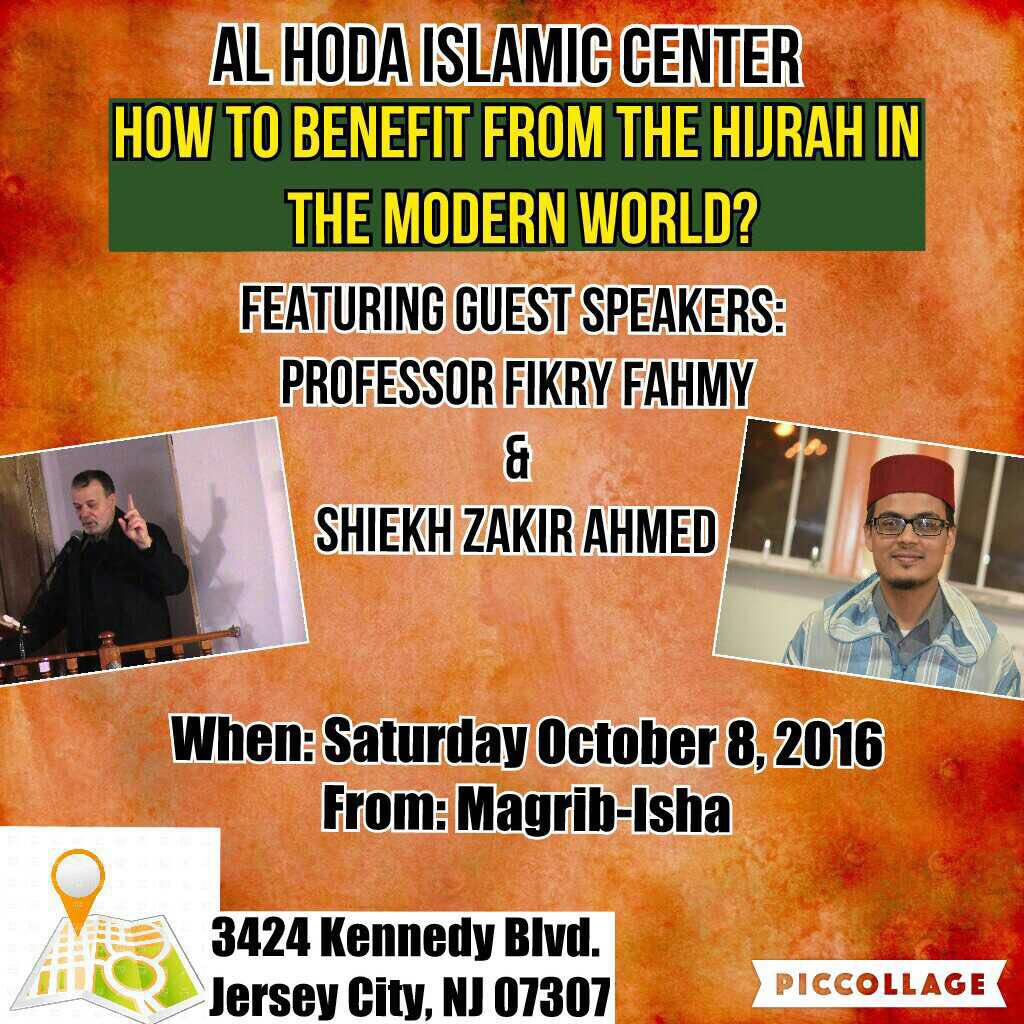 AL HODA ISLAMIC CENTER
HOW TO BENEFIT FROM THE HIJRAH IN
THE MODERN WORLD?
FEATURING GUEST SPEAKERS:
PROFESSOR FIKRY FAHMY
&
SHIEKH ZAKIR AHMED
When: Saturday October 8, 2016
From: Magrib-Isha
3424 Kennedy Blvd.
Jersey City, NJ 07307
PICCOLLAGE